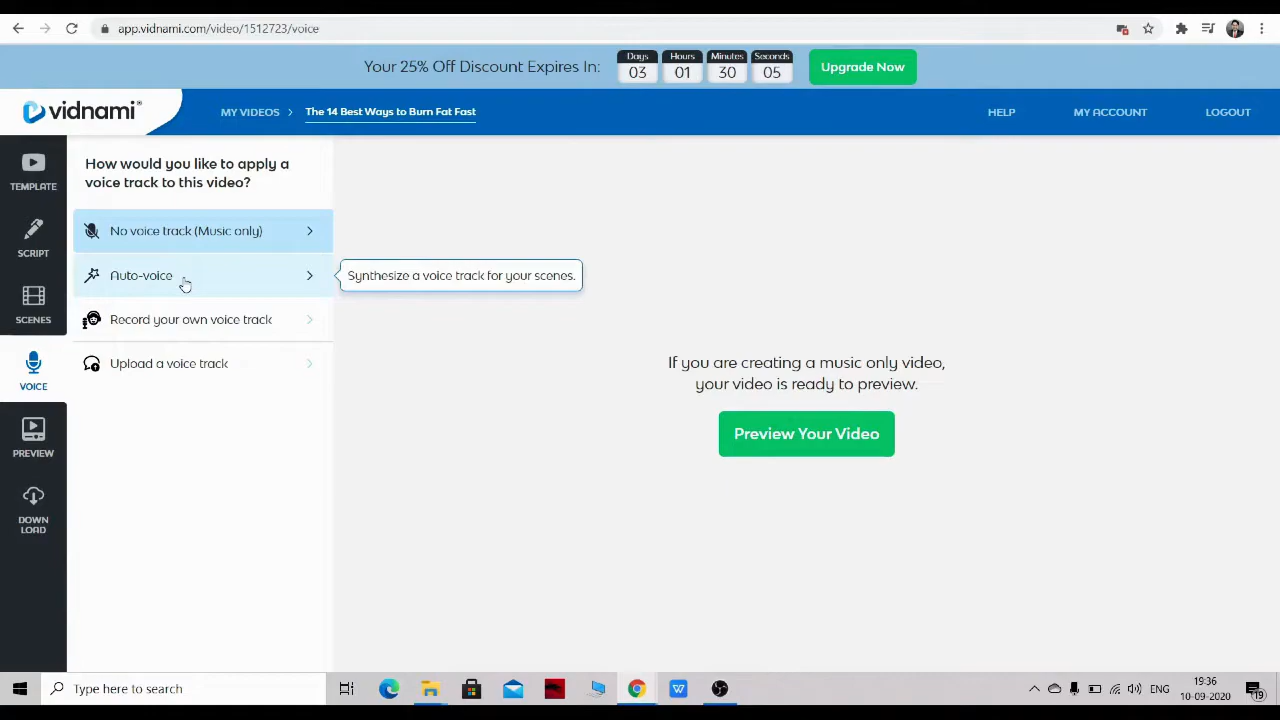 app.vidnami.com/video/1512723/voice
Your 25% Off Discount Expires In:
Days Hours Minutes Seconds
03 01 30 05
Upgrade Now
vidnami®
MY VIDEOS > The 14 Best Ways to Burn Fat Fast
HELP MY ACCOUNT LOGOUT
TEMPLATE
SCRIPT
SCENES
VOICE
PREVIEW
DOWN
LOAD
How would you like to apply a
voice track to this video?
No voice track (Music only)
Auto-voice
Synthesize a voice track for your scenes.
Record your own voice track
Upload a voice track
If you are creating a music only video,
your video is ready to preview.
Preview Your Video
Type here to search
ENG
19:36
10-09-2020
19